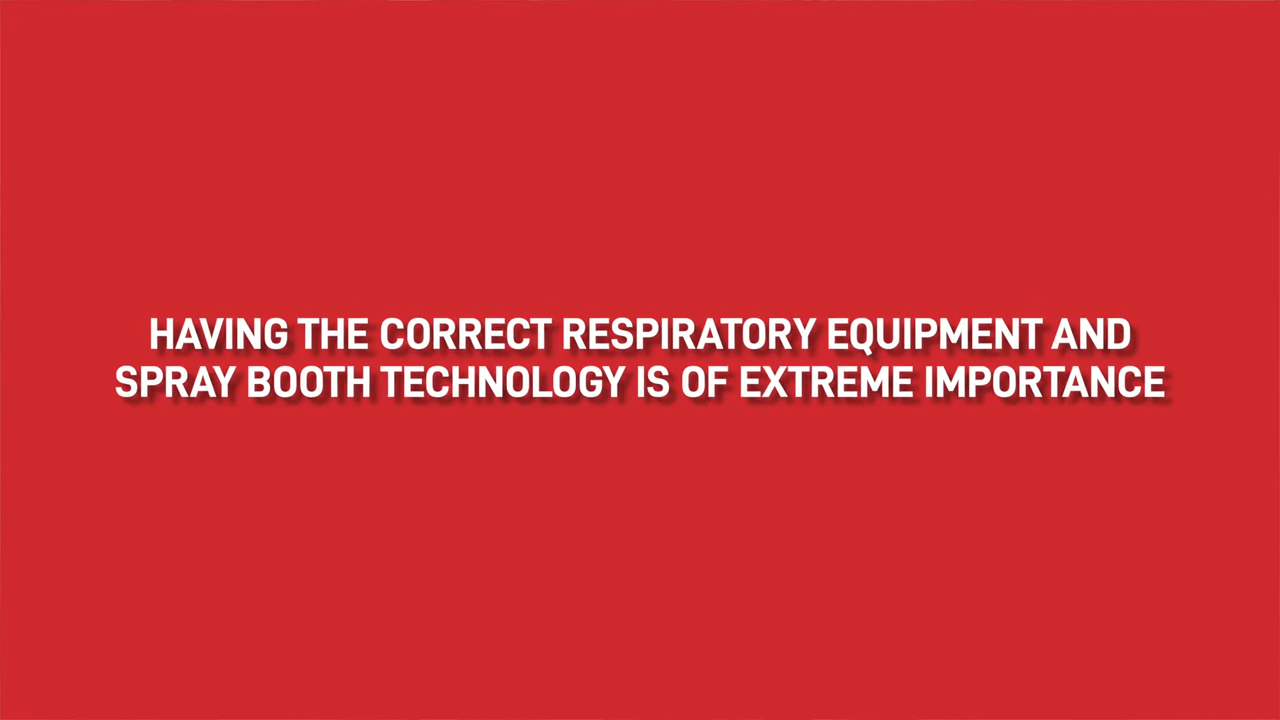 HAVING THE CORRECT RESPIRATORY EQUIPMENT AND
SPRAY BOOTH TECHNOLOGY IS OF EXTREME IMPORTANCE